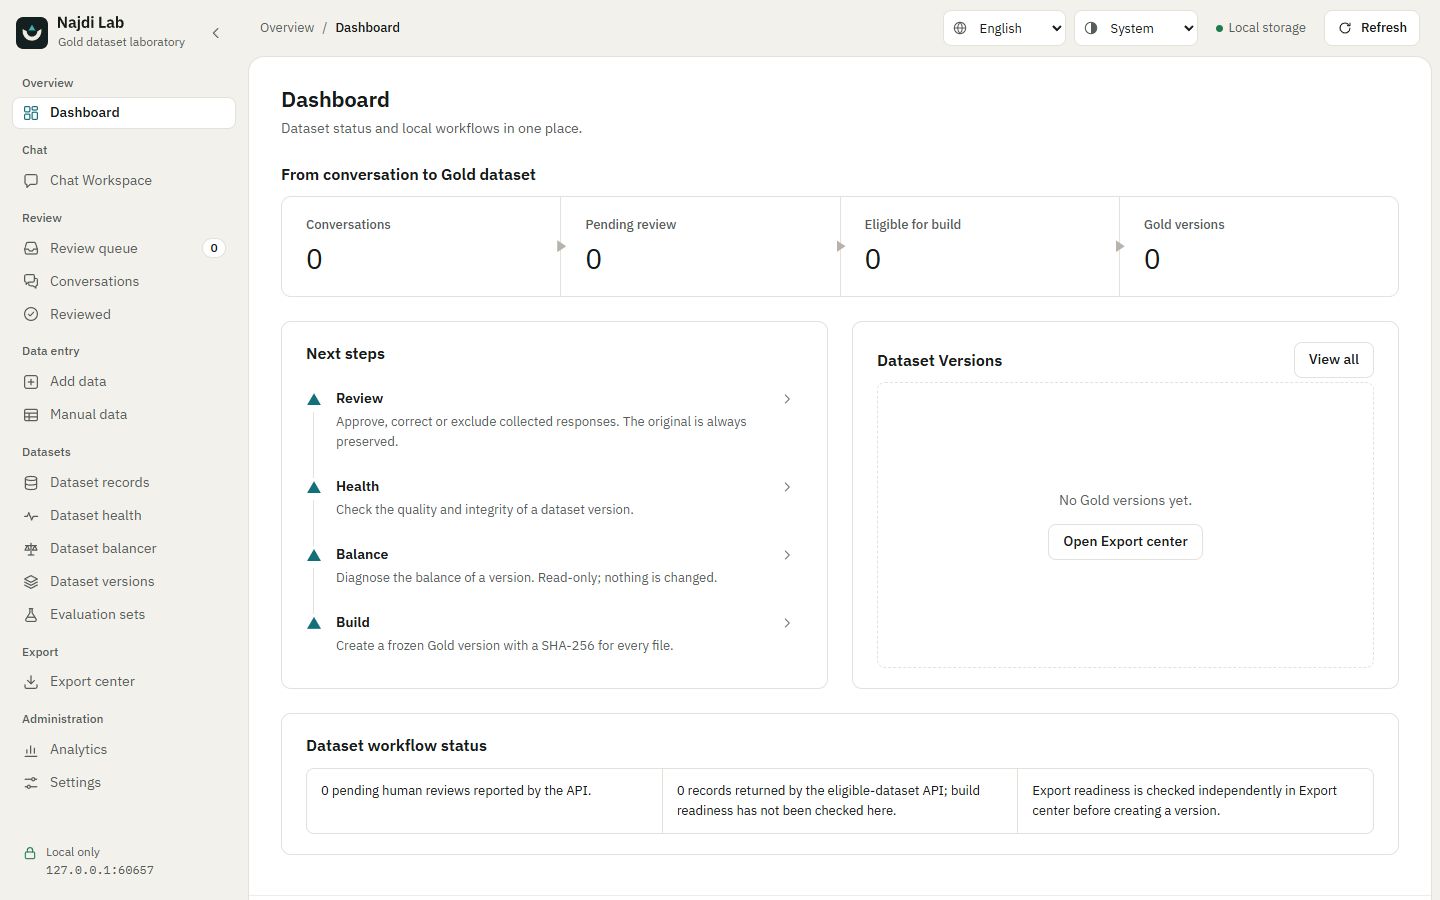 Najdi Lab
Gold dataset laboratory
Overview
Dashboard
Chat
Chat Workspace
Review
Review queue 0
Conversations
Reviewed
Data entry
Add data
Manual data
Datasets
Dataset records
Dataset health
Dataset balancer
Dataset versions
Evaluation sets
Export
Export center
Administration
Analytics
Settings
Local only
127.0.0.1:60657
Overview / Dashboard
English
System
Local storage
Refresh
Dashboard
Dataset status and local workflows in one place.
From conversation to Gold dataset
Conversations
0
Pending review
0
Eligible for build
0
Gold versions
0
Next steps
Review
Approve, correct or exclude collected responses. The original is always
preserved.
Health
Check the quality and integrity of a dataset version.
Balance
Diagnose the balance of a version. Read-only; nothing is changed.
Build
Create a frozen Gold version with a SHA-256 for every file.
Dataset Versions
View all
No Gold versions yet.
Open Export center
Dataset workflow status
0 pending human reviews reported by the API.
0 records returned by the eligible-dataset API; build
readiness has not been checked here.
Export readiness is checked independently in Export
center before creating a version.